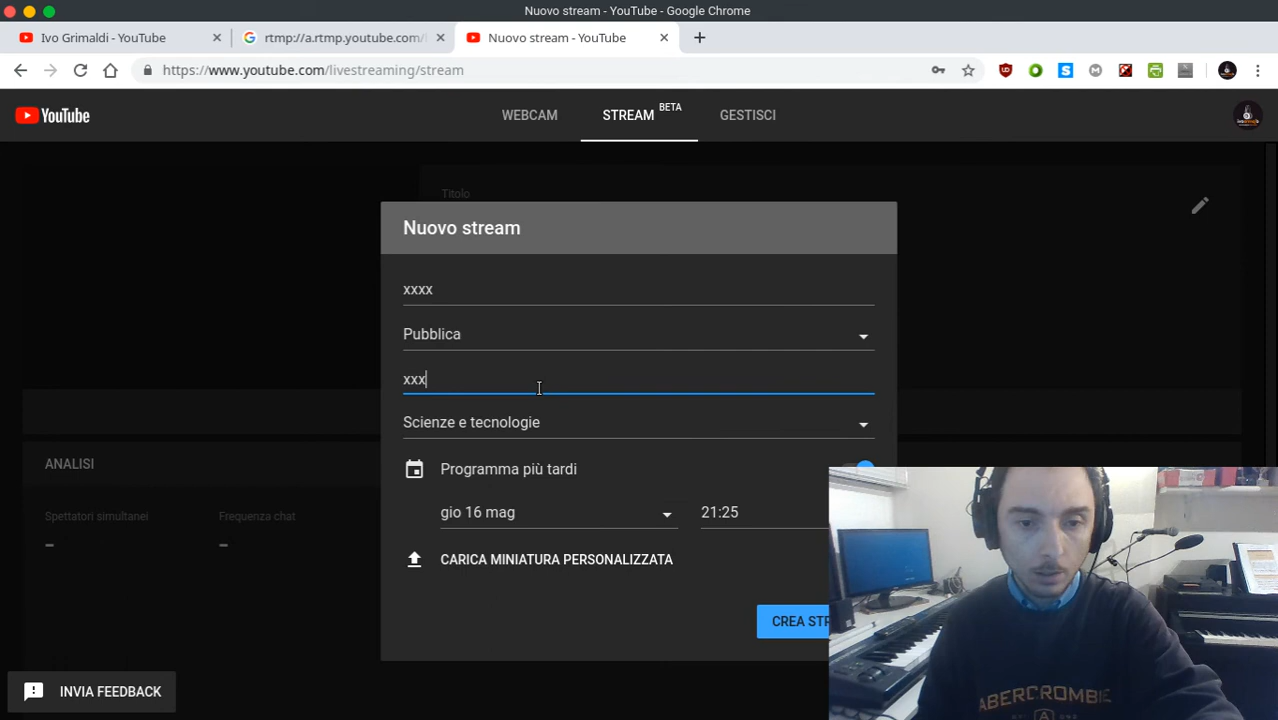 Nuovo stream - YouTube - Google Chrome
Ivo Grimaldi - YouTube
rtmp://a.rtmp.youtube.com/
Nuovo stream - YouTube
https://www.youtube.com/livestreaming/stream
YouTube
WEBCAM
STREAM BETA
GESTISCI
Titolo
Nuovo stream
xxxx
Pubblica
xxx
Scienze e tecnologie
Programma più tardi
gio 16 mag
21:25
CARICA MINIATURA PERSONALIZZATA
CREA STR
ANALISI
Spettatori simultanei
Frequenza chat
–
–
INVIA FEEDBACK
ABERCROMBIE